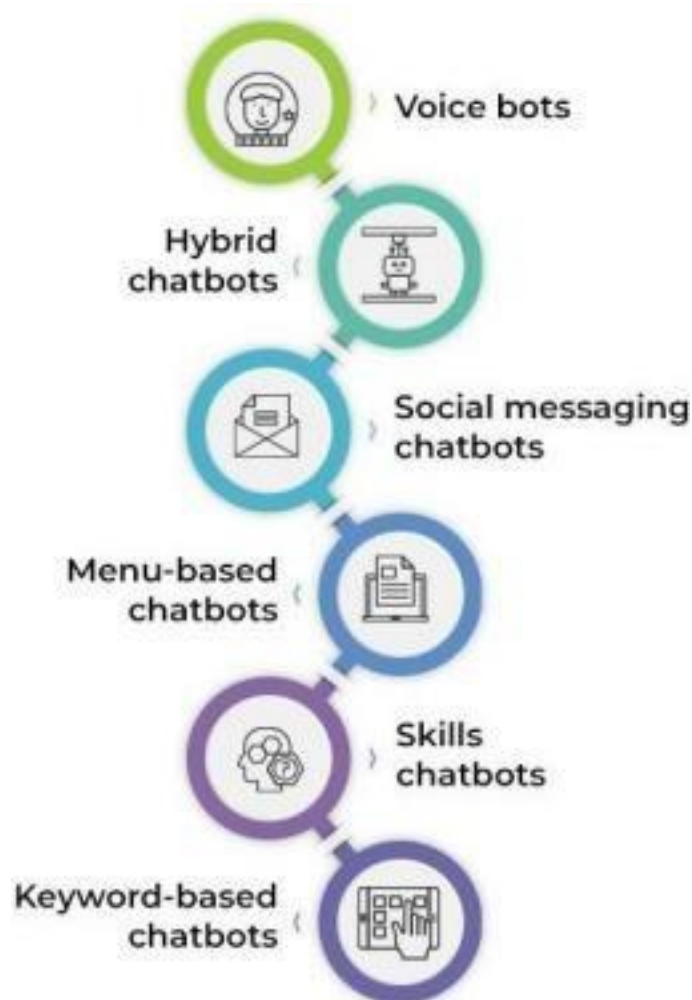 Voice bots
Hybrid
chatbots
Social messaging
chatbots
Menu-based
chatbots
Skills
chatbots
Keyword-based
chatbots